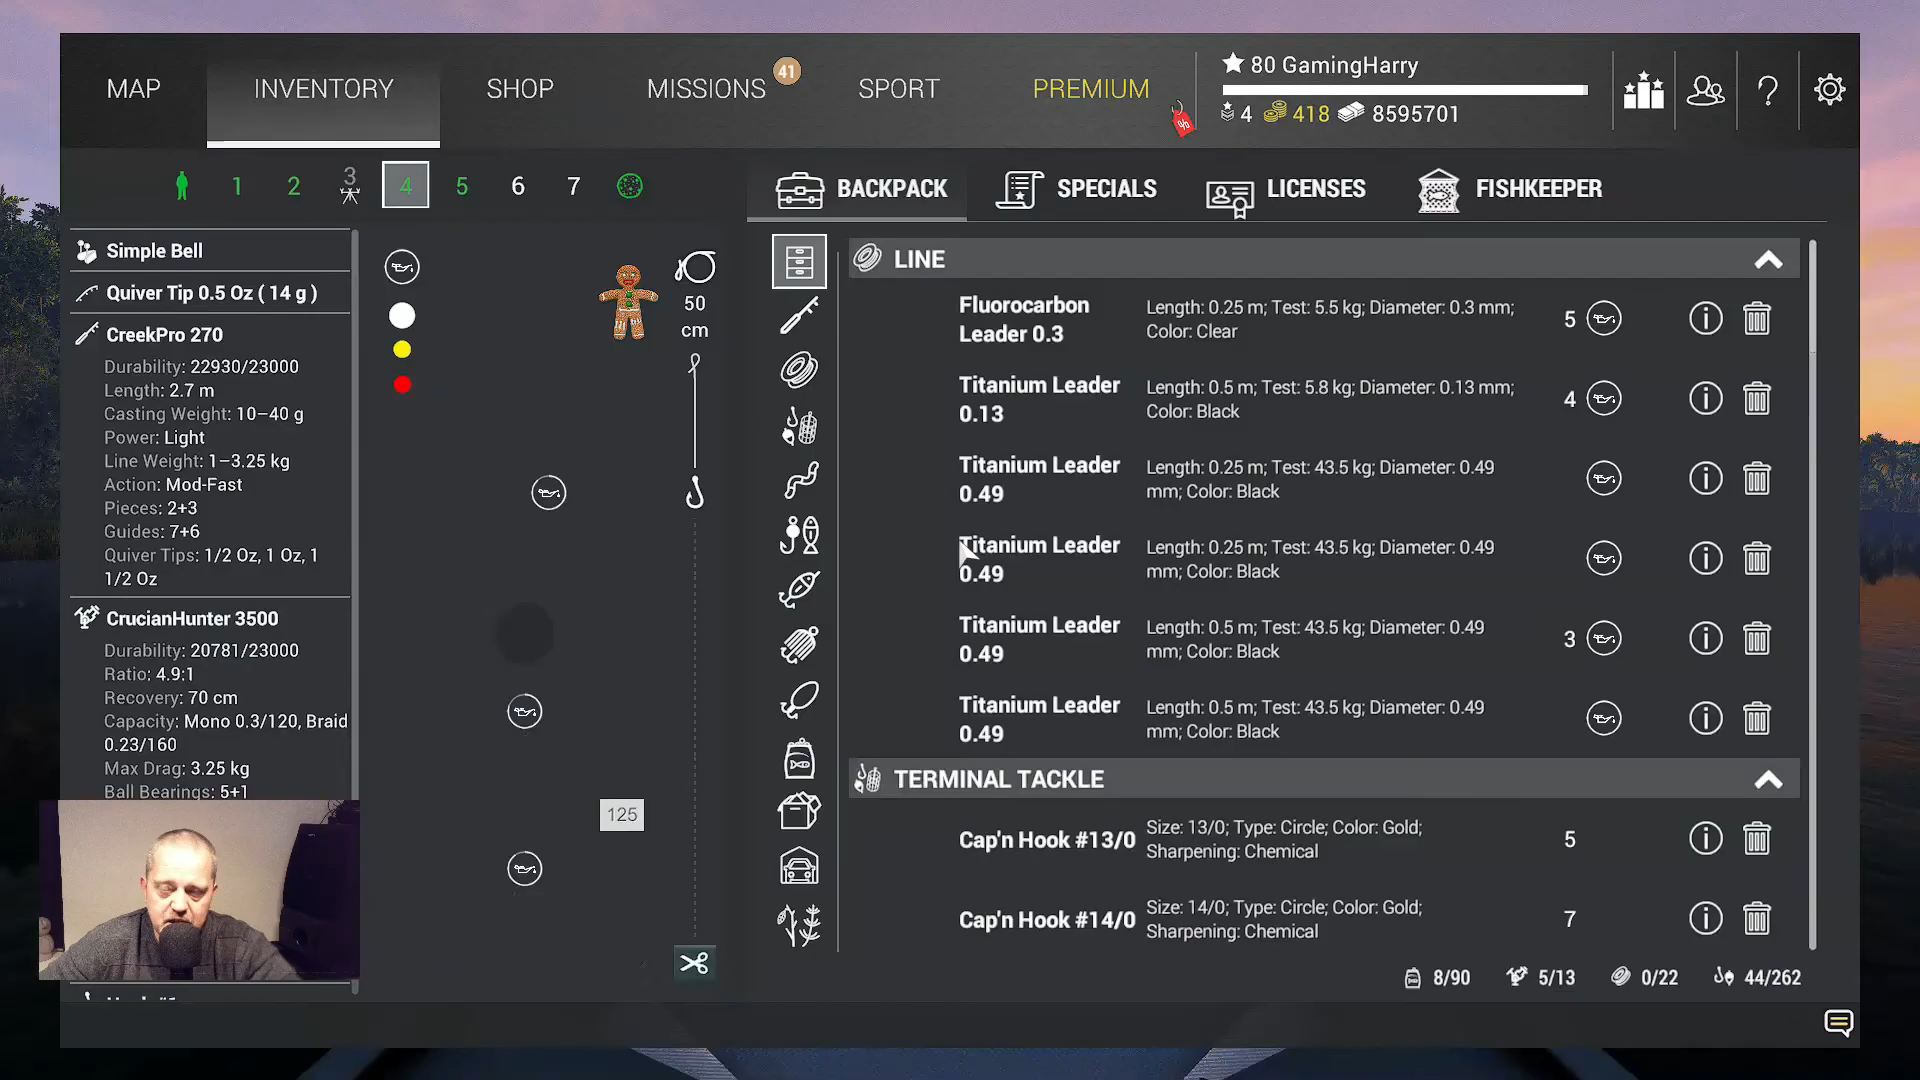 MAP
INVENTORY
SHOP
MISSIONS
41
SPORT
PREMIUM
%
80 GamingHarry
4 418 8595701
?
1 2 3 4 5 6 7
BACKPACK
SPECIALS
LICENSES
FISHKEEPER
Simple Bell
Quiver Tip 0.5 Oz ( 14 g )
CreekPro 270
Durability: 22930/23000
Length: 2.7 m
Casting Weight: 10–40 g
Power: Light
Line Weight: 1–3.25 kg
Action: Mod-Fast
Pieces: 2+3
Guides: 7+6
Quiver Tips: 1/2 Oz, 1 Oz, 1
1/2 Oz
CrucianHunter 3500
Durability: 20781/23000
Ratio: 4.9:1
Recovery: 70 cm
Capacity: Mono 0.3/120, Braid
0.23/160
Max Drag: 3.25 kg
Ball Bearings: 5+1
50
cm
125
LINE
Fluorocarbon
Leader 0.3
Length: 0.25 m; Test: 5.5 kg; Diameter: 0.3 mm;
Color: Clear
5
Titanium Leader
0.13
Length: 0.5 m; Test: 5.8 kg; Diameter: 0.13 mm;
Color: Black
4
Titanium Leader
0.49
Length: 0.25 m; Test: 43.5 kg; Diameter: 0.49
mm; Color: Black
Titanium Leader
0.49
Length: 0.25 m; Test: 43.5 kg; Diameter: 0.49
mm; Color: Black
Titanium Leader
0.49
Length: 0.5 m; Test: 43.5 kg; Diameter: 0.49
mm; Color: Black
3
Titanium Leader
0.49
Length: 0.5 m; Test: 43.5 kg; Diameter: 0.49
mm; Color: Black
TERMINAL TACKLE
Cap'n Hook #13/0
Size: 13/0; Type: Circle; Color: Gold;
Sharpening: Chemical
5
Cap'n Hook #14/0
Size: 14/0; Type: Circle; Color: Gold;
Sharpening: Chemical
7
8/90 5/13 0/22 44/262